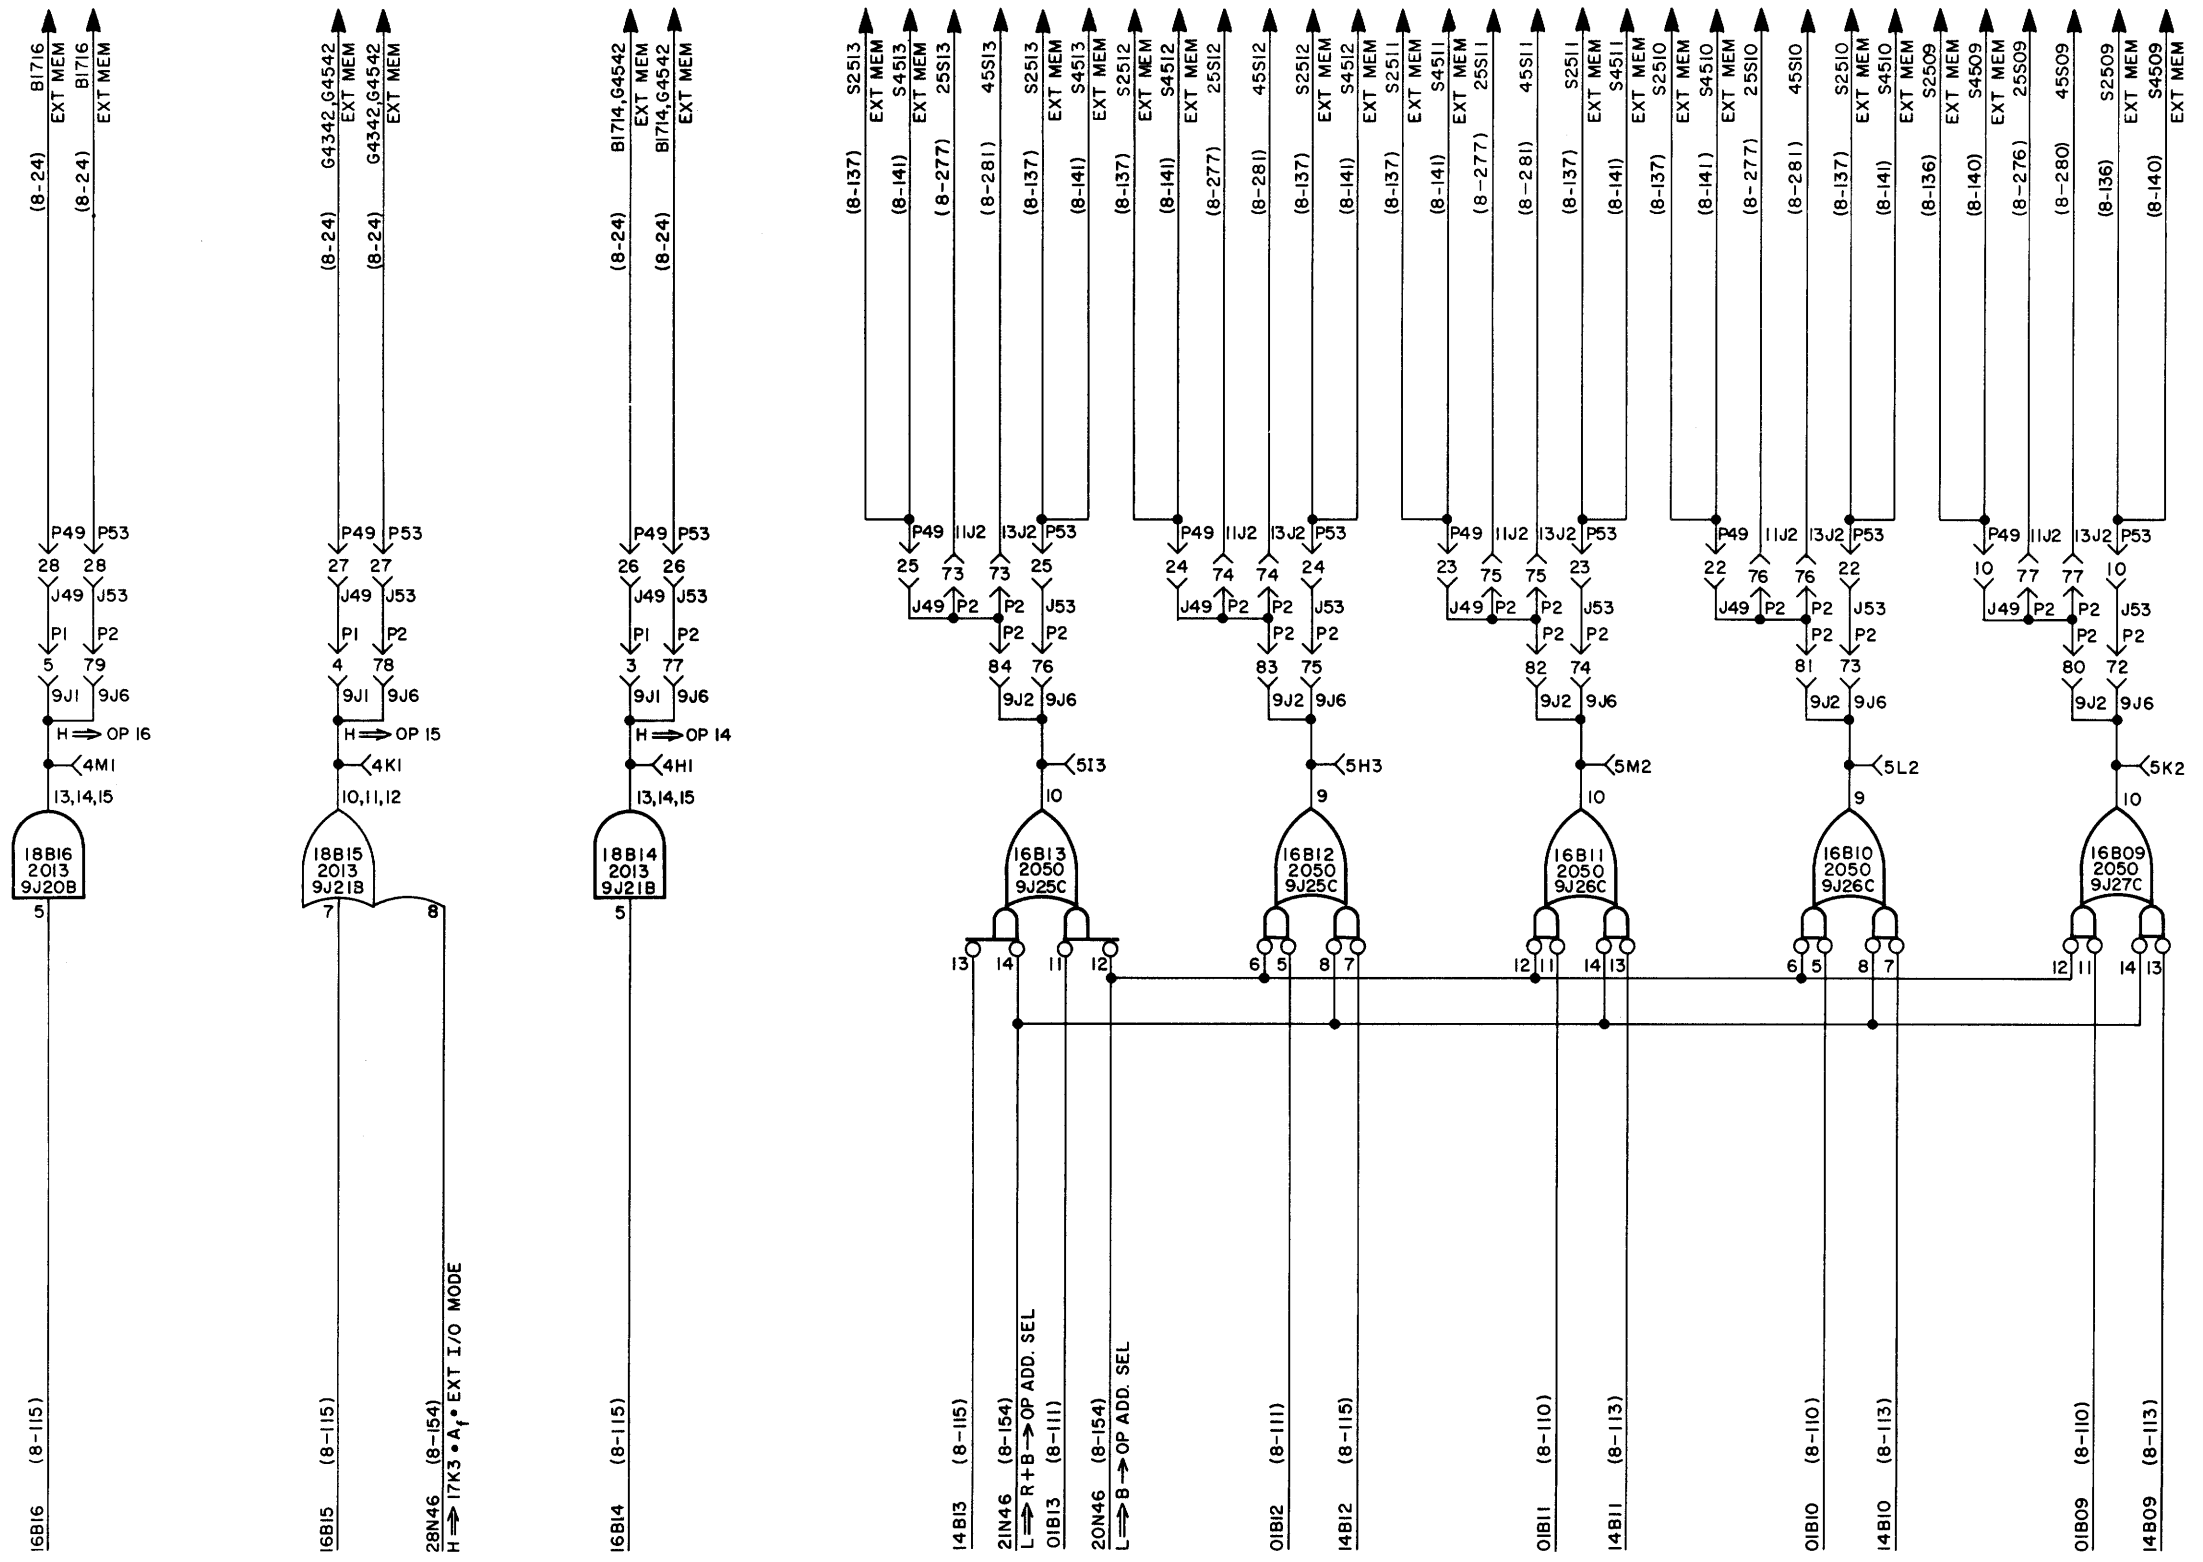 B1716
EXT MEM
(8-24)
B1716
EXT MEM
(8-24)
G4342,G4542
EXT MEM
(8-24)
G4342,G4542
EXT MEM
(8-24)
B1714,G4542
EXT MEM
(8-24)
B1714,G4542
EXT MEM
(8-24)
S2513
EXT MEM
(8-137)
S4513
EXT MEM
(8-141)
25S13
(8-277)
45S13
(8-281)
S2513
EXT MEM
(8-137)
S4513
EXT MEM
(8-141)
S2512
EXT MEM
(8-137)
S4512
EXT MEM
(8-141)
25S12
(8-277)
45S12
(8-281)
S2512
EXT MEM
(8-137)
S4512
EXT MEM
(8-141)
S2511
EXT MEM
(8-137)
S4511
EXT MEM
(8-141)
25S11
(8-277)
45S11
(8-281)
S2511
EXT MEM
(8-137)
S4511
EXT MEM
(8-141)
S2510
EXT MEM
(8-137)
S4510
EXT MEM
(8-141)
25S10
(8-277)
45S10
(8-281)
S2510
EXT MEM
(8-137)
S4510
EXT MEM
(8-141)
S2509
EXT MEM
(8-136)
S4509
EXT MEM
(8-140)
25S09
(8-276)
45S09
(8-280)
S2509
EXT MEM
(8-136)
S4509
EXT MEM
(8-140)
P49 P53 P49 P53 P49 P53 P49 11J2 13J2 P53 P49 11J2 13J2 P53 P49 11J2 13J2 P53 P49 11J2 13J2 P53 P49 11J2 13J2 P53
28 28 27 27 26 26 25 73 73 25 24 74 74 24 23 75 75 23 22 76 76 22 10 77 77 10
J49 J53 J49 J53 J49 J53 J49 P2 P2 J53 J49 P2 P2 J53 J49 P2 P2 J53 J49 P2 P2 J53 J49 P2 P2 J53
P1 P2 P1 P2 P1 P2 P2 P2 P2 P2 P2 P2 P2 P2 P2 P2
5 79 4 78 3 77 84 76 83 75 82 74 81 73 80 72
9J1 9J6 9J1 9J6 9J1 9J6 9J2 9J6 9J2 9J6 9J2 9J6 9J2 9J6 9J2 9J6
H ⟹ OP 16 H ⟹ OP 15 H ⟹ OP 14
4M1 4K1 4H1 5I3 5H3 5M2 5L2 5K2
13,14,15 10,11,12 13,14,15 10 9 10 9 10
18B16 18B15 18B14 16B13 16B12 16B11 16B10 16B09
2013 2013 2013 2050 2050 2050 2050 2050
9J20B 9J21B 9J21B 9J25C 9J25C 9J26C 9J26C 9J27C
5 7 8 5
13 14 11 12 6 5 8 7 12 11 14 13 6 5 8 7 12 11 14 13
16B16 (8-115)
16B15 (8-115)
28N46 (8-154)
H ⟹ 17K3 • Af • EXT I/O MODE
16B14 (8-115)
14B13 (8-115)
21N46 (8-154)
L ⟹ R+B → OP ADD. SEL
01B13 (8-111)
20N46 (8-154)
L ⟹ B → OP ADD. SEL
01B12 (8-111)
14B12 (8-115)
01B11 (8-110)
14B11 (8-113)
01B10 (8-110)
14B10 (8-113)
01B09 (8-110)
14B09 (8-113)